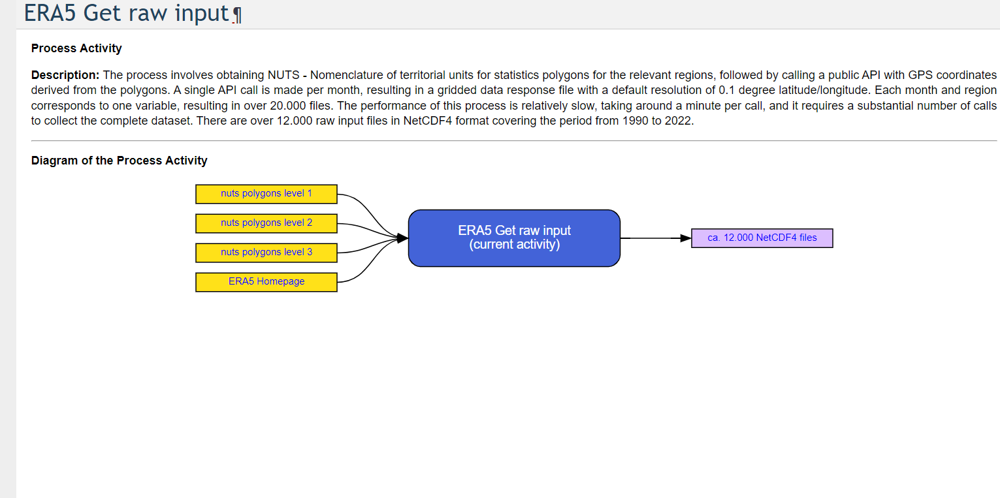 ERA5 Get raw input¶
Process Activity
Description: The process involves obtaining NUTS - Nomenclature of territorial units for statistics polygons for the relevant regions, followed by calling a public API with GPS coordinates
derived from the polygons. A single API call is made per month, resulting in a gridded data response file with a default resolution of 0.1 degree latitude/longitude. Each month and region
corresponds to one variable, resulting in over 20.000 files. The performance of this process is relatively slow, taking around a minute per call, and it requires a substantial number of calls
to collect the complete dataset. There are over 12.000 raw input files in NetCDF4 format covering the period from 1990 to 2022.
Diagram of the Process Activity
nuts polygons level 1
nuts polygons level 2
nuts polygons level 3
ERA5 Homepage
ERA5 Get raw input
(current activity)
ca. 12.000 NetCDF4 files